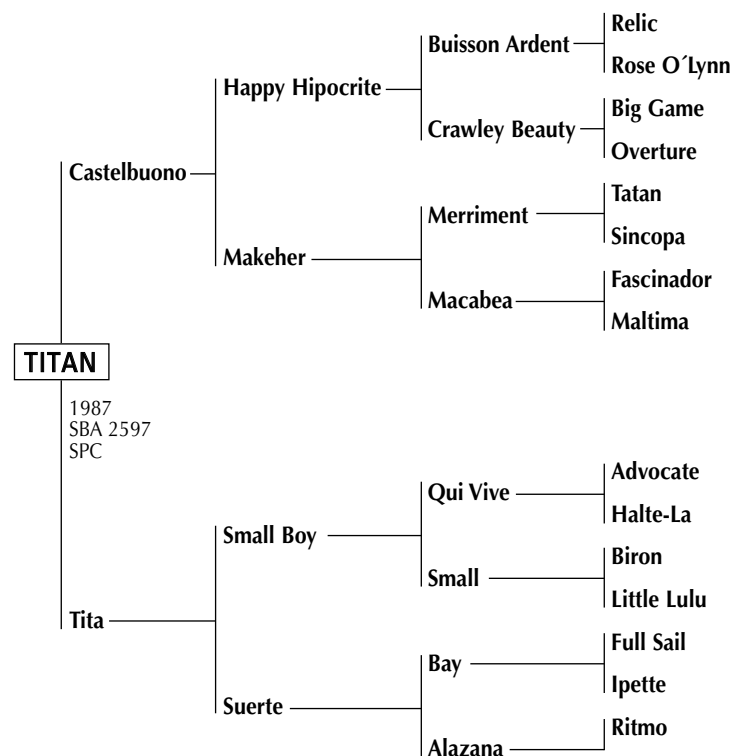 Relic
Buisson Ardent
Rose O´Lynn
Happy Hipocrite
Big Game
Crawley Beauty
Overture
Castelbuono
Tatan
Merriment
Sincopa
Makeher
Fascinador
Macabea
Maltima
TITAN
1987
SBA 2597
SPC
Advocate
Qui Vive
Halte-La
Small Boy
Biron
Small
Little Lulu
Tita
Full Sail
Bay
Ipette
Suerte
Ritmo
Alazana